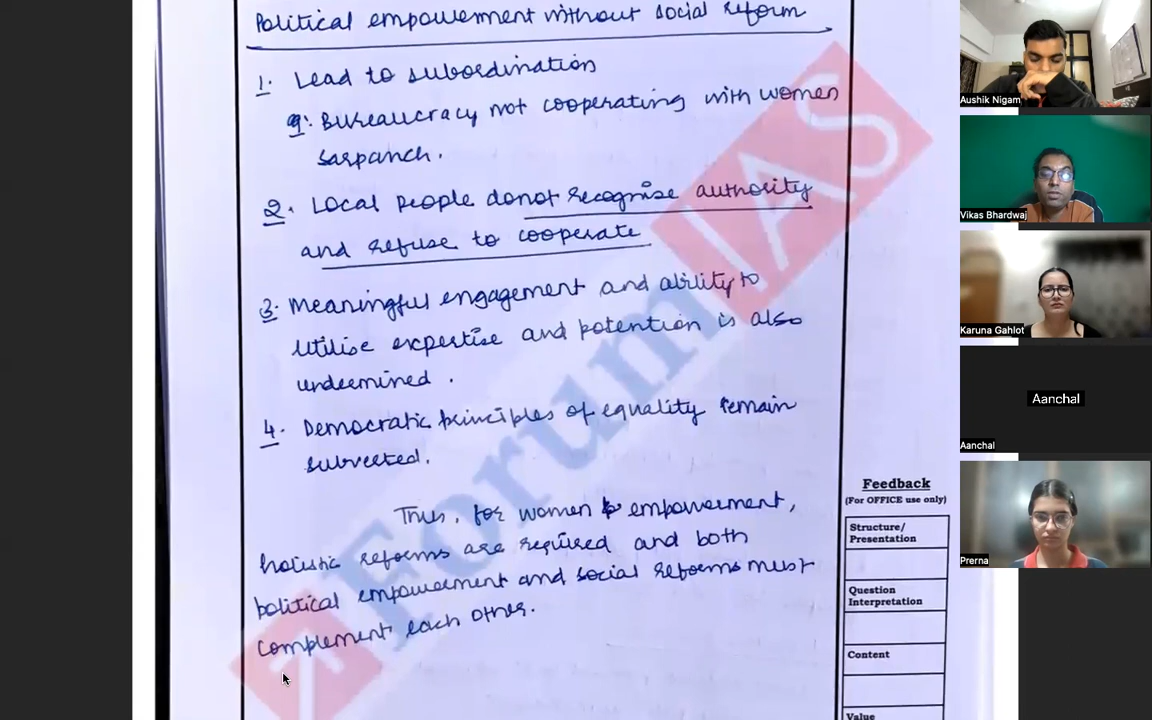 Political empowerment without social reform
1. Lead to subordination
eg: Bureaucracy not cooperating with women
Sarpanch.
2. Local people donot recognise authority
and refuse to cooperate
3. Meaningful engagement and ability to
utilise expertise and potention is also
undermined.
4. Democratic principles of equality remain
subverted.
Thus, for women empowerment,
holistic reforms are required and both
political empowerment and social reforms must
complement each other.
Forum IAS
Feedback
(For OFFICE use only)
Structure/
Presentation
Question
Interpretation
Content
Value
Aushik Nigam
Vikas Bhardwaj
Karuna Gahlot
Aanchal
Aanchal
Prerna